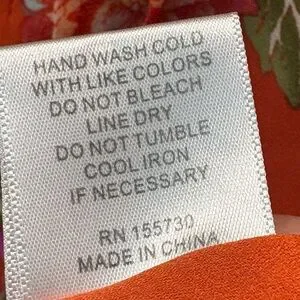 HAND WASH COLD
WITH LIKE COLORS
DO NOT BLEACH
LINE DRY
DO NOT TUMBLE
COOL IRON
IF NECESSARY
RN 155730
MADE IN CHINA